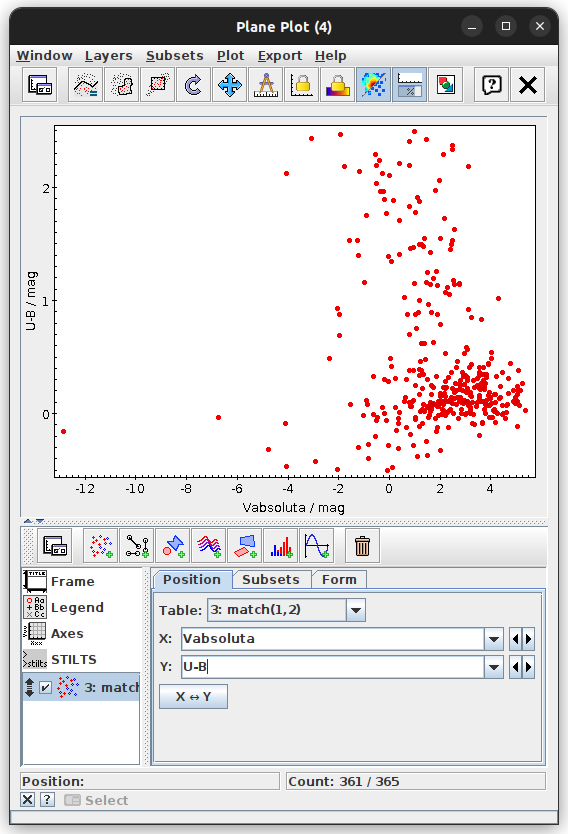 Plane Plot (4)
Window Layers Subsets Plot Export Help
U-B / mag
2
1
0
-12 -10 -8 -6 -4 -2 0 2 4
Vabsoluta / mag
Frame
Legend
Axes
STILTS
3: match
Position Subsets Form
Table: 3: match(1,2)
X: Vabsoluta
Y: U-B
X ↔ Y
Position:
Count: 361 / 365
Select